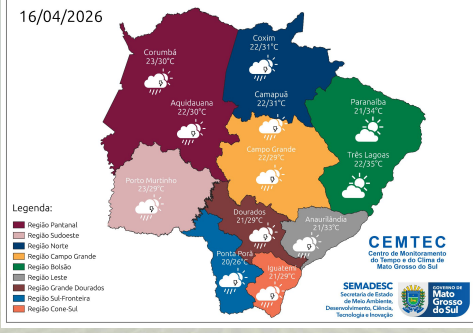 16/04/2026
Coxim
22/31°C
Corumbá
23/30°C
Camapuã
22/31°C
Paranaíba
21/34°C
Aquidauana
22/30°C
Campo Grande
22/29°C
Três Lagoas
22/35°C
Porto Murtinho
23/29°C
Dourados
21/29°C
Anaurilândia
21/33°C
Ponta Porã
20/26°C
Iguatemi
21/29°C
Legenda:
Região Pantanal
Região Sudoeste
Região Norte
Região Campo Grande
Região Bolsão
Região Leste
Região Grande Dourados
Região Sul-Fronteira
Região Cone-Sul
CEMTEC
Centro de Monitoramento
do Tempo e do Clima de
Mato Grosso do Sul
SEMADESC
Secretaria de Estado
de Meio Ambiente,
Desenvolvimento, Ciência,
Tecnologia e Inovação
GOVERNO DE
Mato
Grosso
do Sul